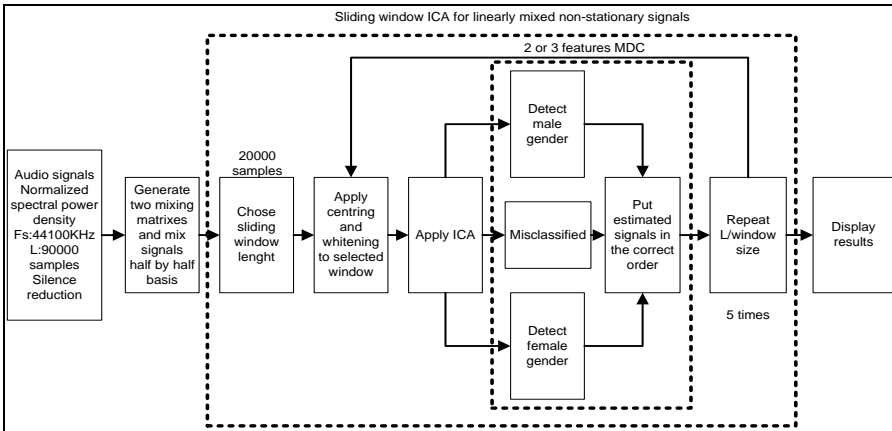 Sliding window ICA for linearly mixed non-stationary signals
2 or 3 features MDC
Audio signals
Normalized
spectral power
density
Fs:44100KHz
L:90000
samples
Silence
reduction
Generate
two mixing
matrixes
and mix
signals
half by half
basis
20000
samples
Chose
sliding
window
lenght
Apply
centring
and
whitening
to selected
window
Apply ICA
Detect
male
gender
Misclassified
Detect
female
gender
Put
estimated
signals in
the correct
order
Repeat
L/window
size
5 times
Display
results